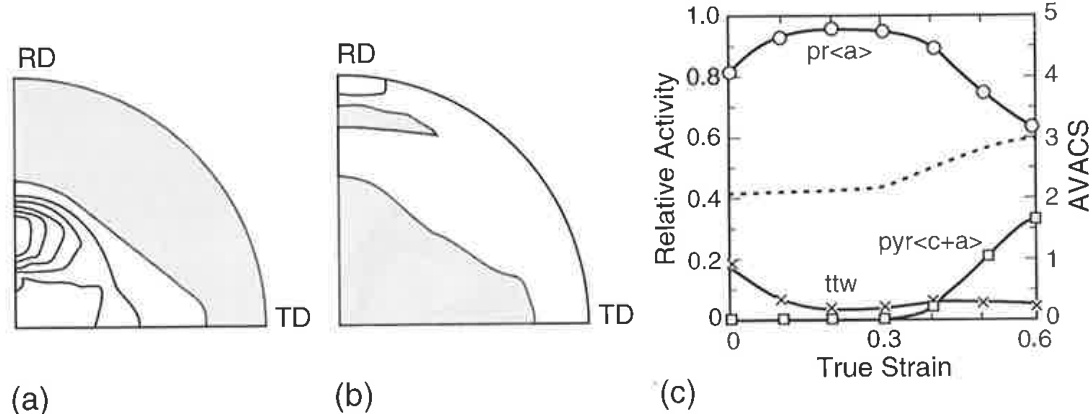 RD
TD
(a)
RD
TD
(b)
1.0
0.8
0.6
0.4
0.2
0
Relative Activity
pr<a>
pyr<c+a>
ttw
5
4
3
2
1
0
AVACS
0
0.3
0.6
True Strain
(c)